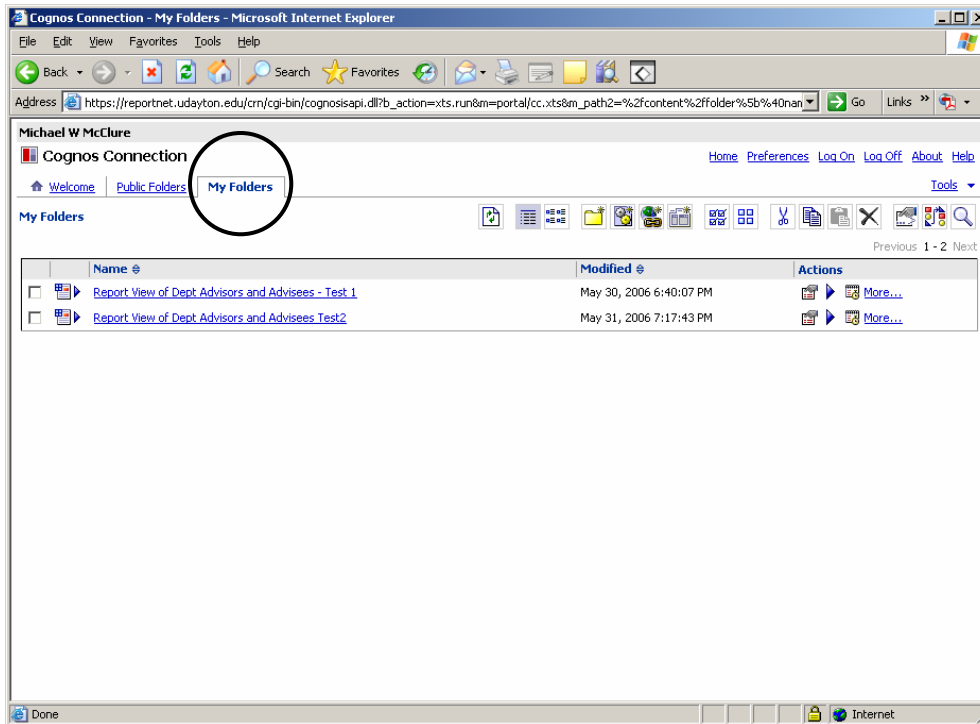 Cognos Connection - My Folders - Microsoft Internet Explorer
File Edit View Favorites Tools Help
Back Search Favorites
Address https://reportnet.udayton.edu/crn/cgi-bin/cognosisapi.dll?b_action=xts.run&m=portal/cc.xts&m_path2=%2fcontent%2ffolder%5b%40nan Go Links »
Michael W McClure
Cognos Connection Home Preferences Log On Log Off About Help
Welcome Public Folders My Folders Tools
My Folders
Previous 1 - 2 Next
Name Modified Actions
Report View of Dept Advisors and Advisees - Test 1 May 30, 2006 6:40:07 PM More...
Report View of Dept Advisors and Advisees Test2 May 31, 2006 7:17:43 PM More...
Done Internet